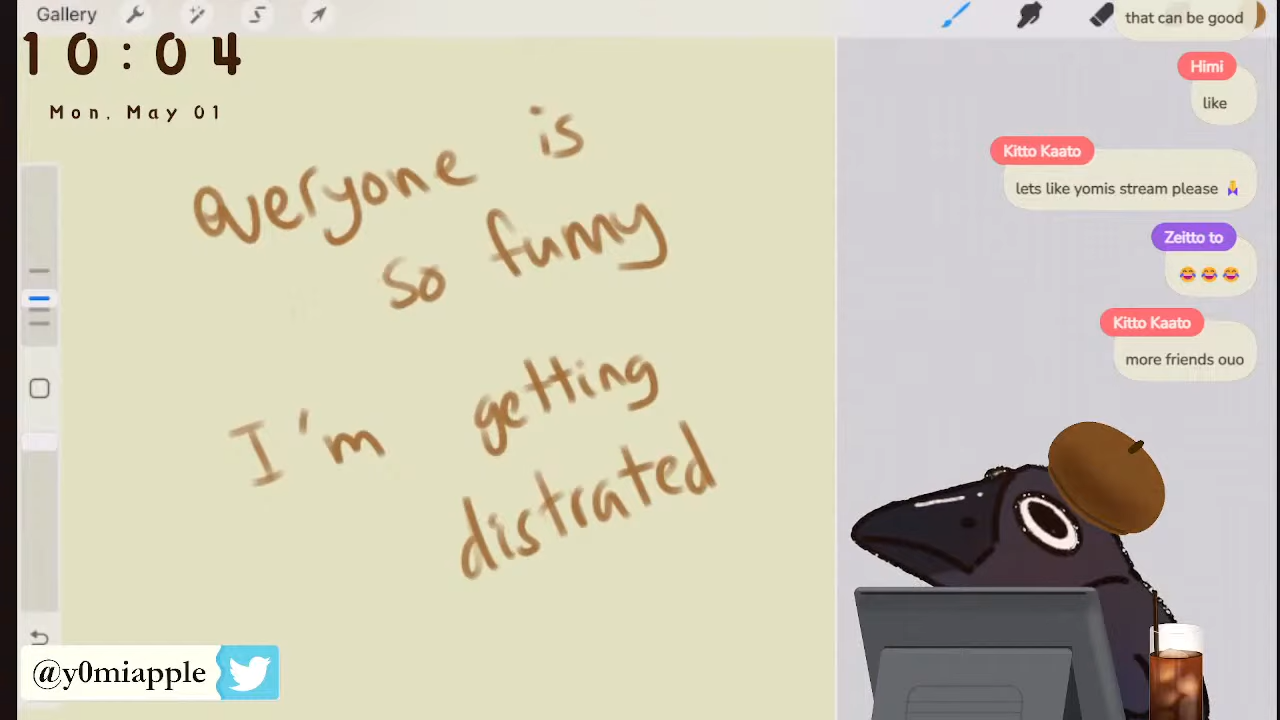 Gallery
10:04
Mon, May 01
everyone is
so funny
I'm getting
distrated
@y0miapple
that can be good
Himi
like
Kitto Kaato
lets like yomis stream please
Zeitto to
😂 😂 😂
Kitto Kaato
more friends ouo